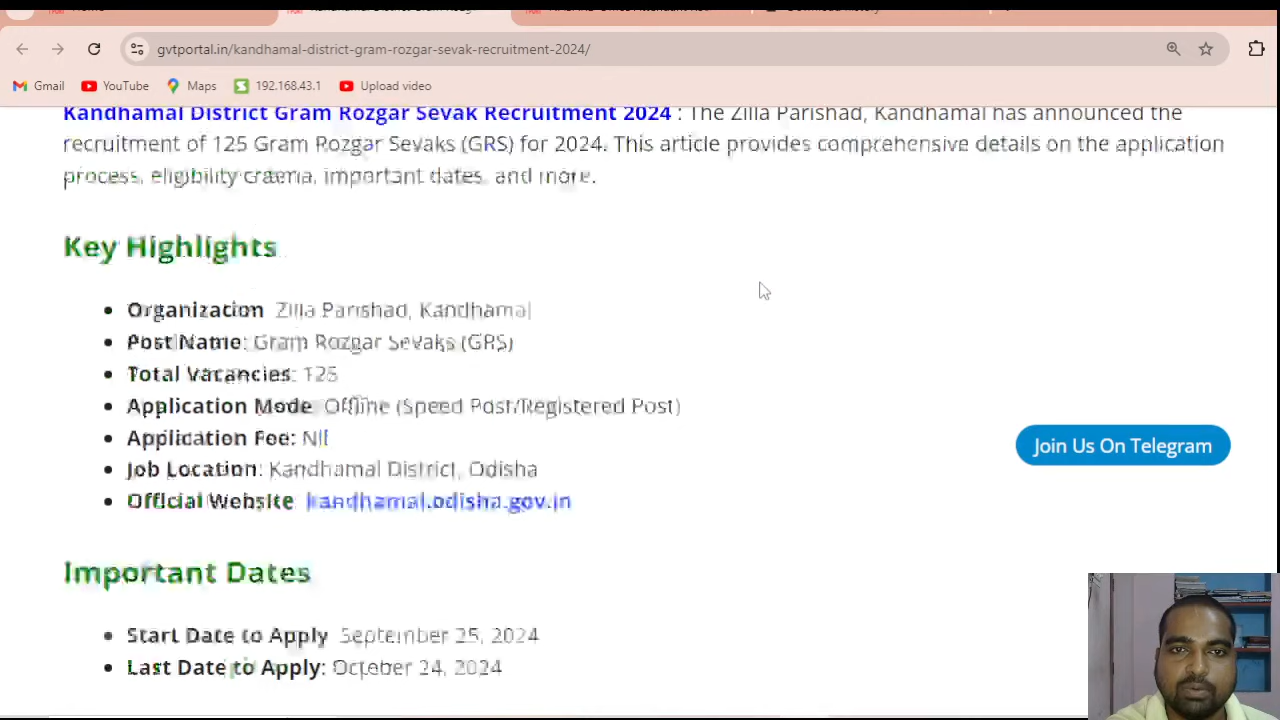 gvtportal.in/kandhamal-district-gram-rozgar-sevak-recruitment-2024/
Gmail YouTube Maps 192.168.43.1 Upload video
Kandhamal District Gram Rozgar Sevak Recruitment 2024 : The Zilla Parishad, Kandhamal has announced the
recruitment of 125 Gram Rozgar Sevaks (GRS) for 2024. This article provides comprehensive details on the application
process, eligibility criteria, important dates, and more.
Key Highlights
Organization Zilla Parishad, Kandhamal
Post Name: Gram Rozgar Sevaks (GRS)
Total Vacancies: 125
Application Mode Offline (Speed Post/Registered Post)
Application Fee: Nil
Job Location: Kandhamal District, Odisha
Official Website kandhamal.odisha.gov.in
Join Us On Telegram
Important Dates
Start Date to Apply September 25, 2024
Last Date to Apply: October 24, 2024